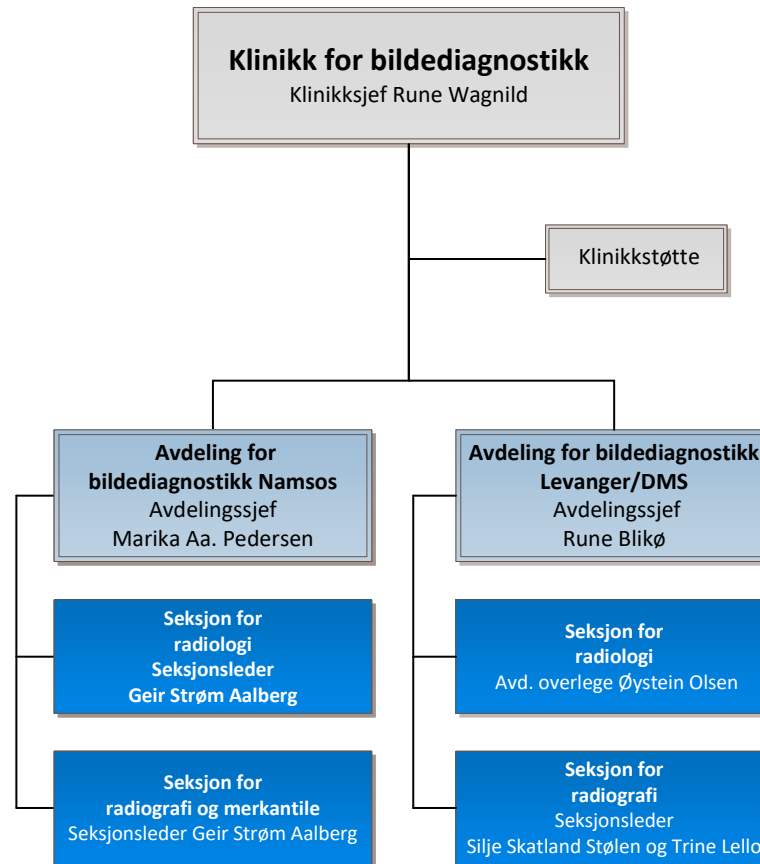 Klinikk for bildediagnostikk
Klinikksjef Rune Wagnild
Klinikkstøtte
Avdeling for
bildediagnostikk Namsos
Avdelingssjef
Marika Aa. Pedersen
Avdeling for bildediagnostikk
Levanger/DMS
Avdelingssjef
Rune Blikø
Seksjon for
radiologi
Seksjonsleder
Geir Strøm Aalberg
Seksjon for
radiologi
Avd. overlege Øystein Olsen
Seksjon for
radiografi og merkantile
Seksjonsleder Geir Strøm Aalberg
Seksjon for
radiografi
Seksjonsleder
Silje Skatland Stølen og Trine Lello